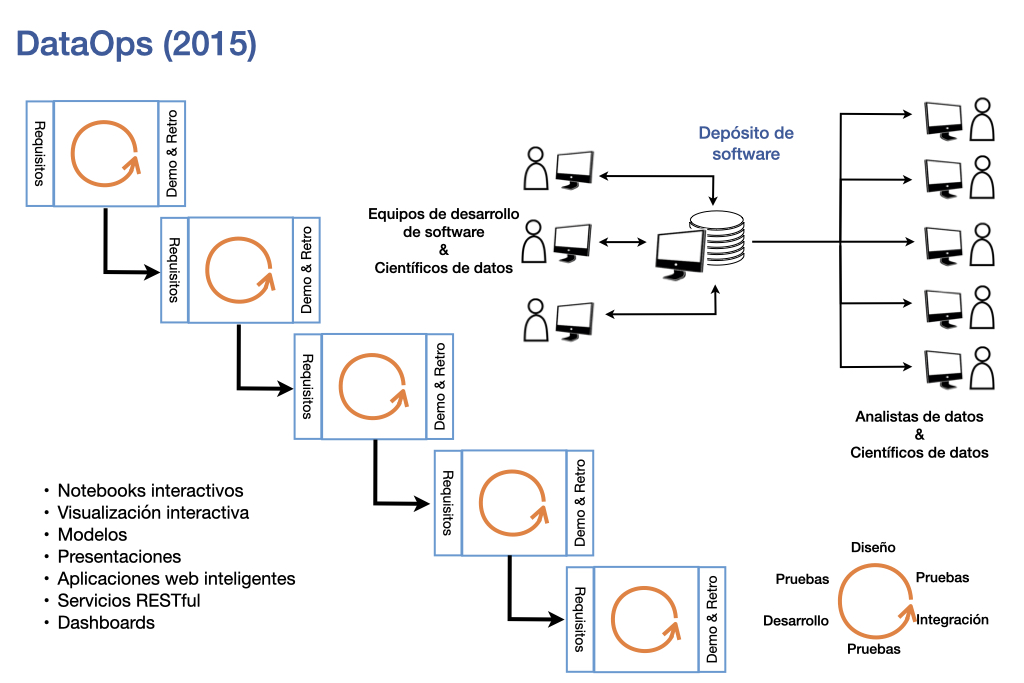 DataOps (2015)
Requisitos
Demo & Retro
Requisitos
Demo & Retro
Requisitos
Demo & Retro
Requisitos
Demo & Retro
Requisitos
Demo & Retro
Depósito de
software
Equipos de desarrollo
de software
&
Científicos de datos
Analistas de datos
&
Científicos de datos
• Notebooks interactivos
• Visualización interactiva
• Modelos
• Presentaciones
• Aplicaciones web inteligentes
• Servicios RESTful
• Dashboards
Diseño
Pruebas
Pruebas
Desarrollo
Integración
Pruebas